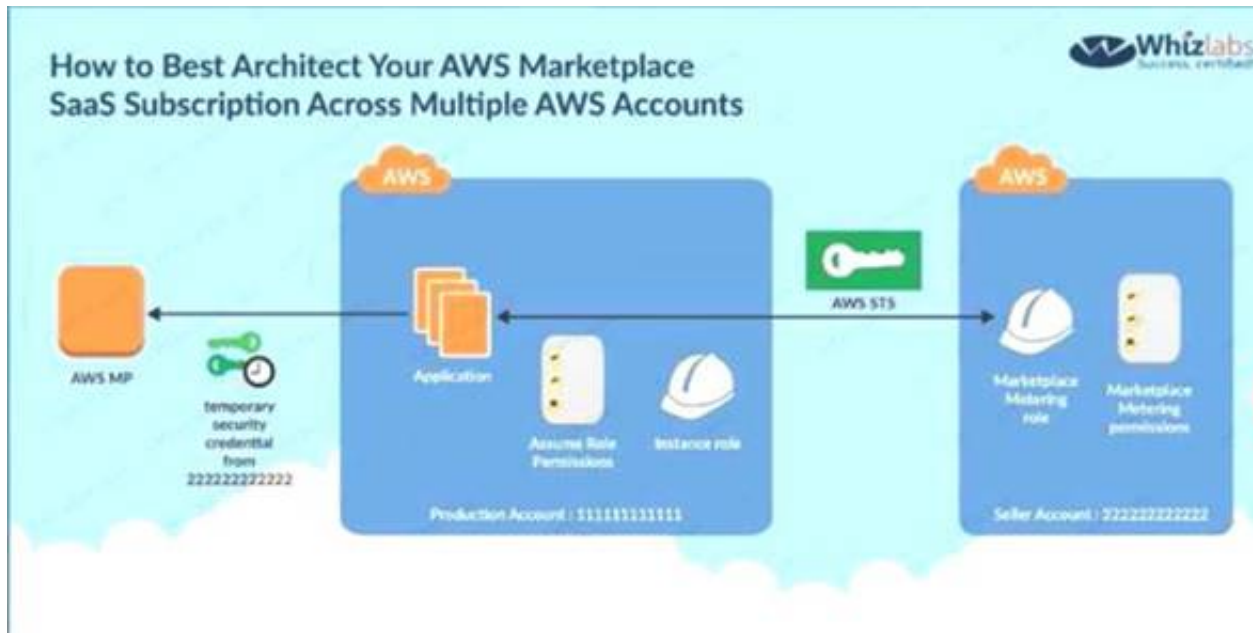 How to Best Architect Your AWS Marketplace
SaaS Subscription Across Multiple AWS Accounts
Whizlabs
Success, certified!
AWS
AWS
AWS MP
temporary
security
credential
from
222222222222
Application
Assume Role
Permissions
Instance role
Production Account : 111111111111
AWS STS
Marketplace
Metering
role
Marketplace
Metering
permissions
Seller Account : 222222222222